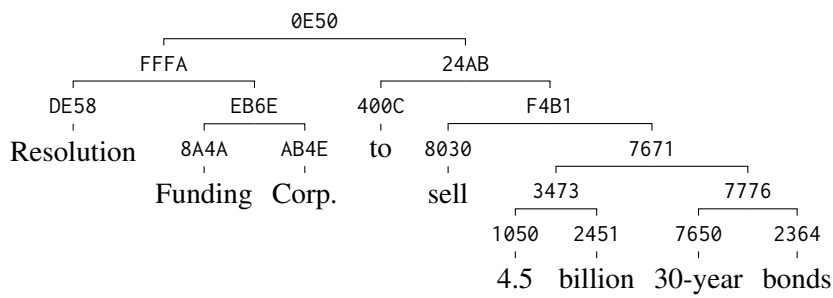 0E50
FFFA 24AB
DE58 EB6E 400C F4B1
Resolution 8A4A AB4E to 8030 7671
Funding Corp. sell 3473 7776
1050 2451 7650 2364
4.5 billion 30-year bonds